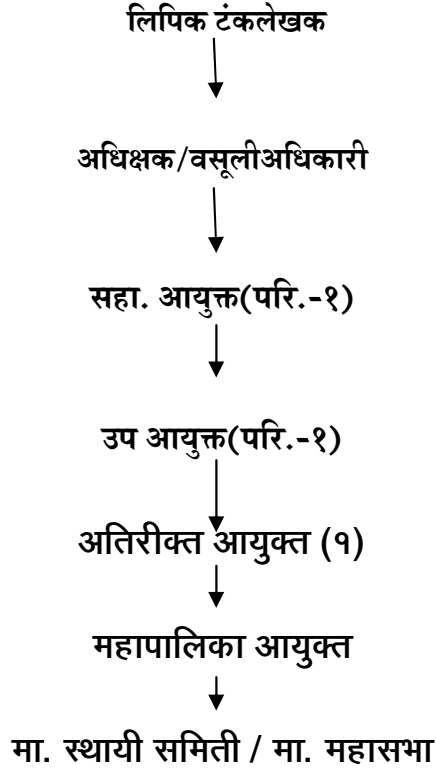 लिपिक टंकलेखक
अधिक्षक/वसूलीअधिकारी
सहा. आयुक्त(परि.-१)
उप आयुक्त(परि.-१)
अतिरीक्त आयुक्त (१)
महापालिका आयुक्त
मा. स्थायी समिती / मा. महासभा